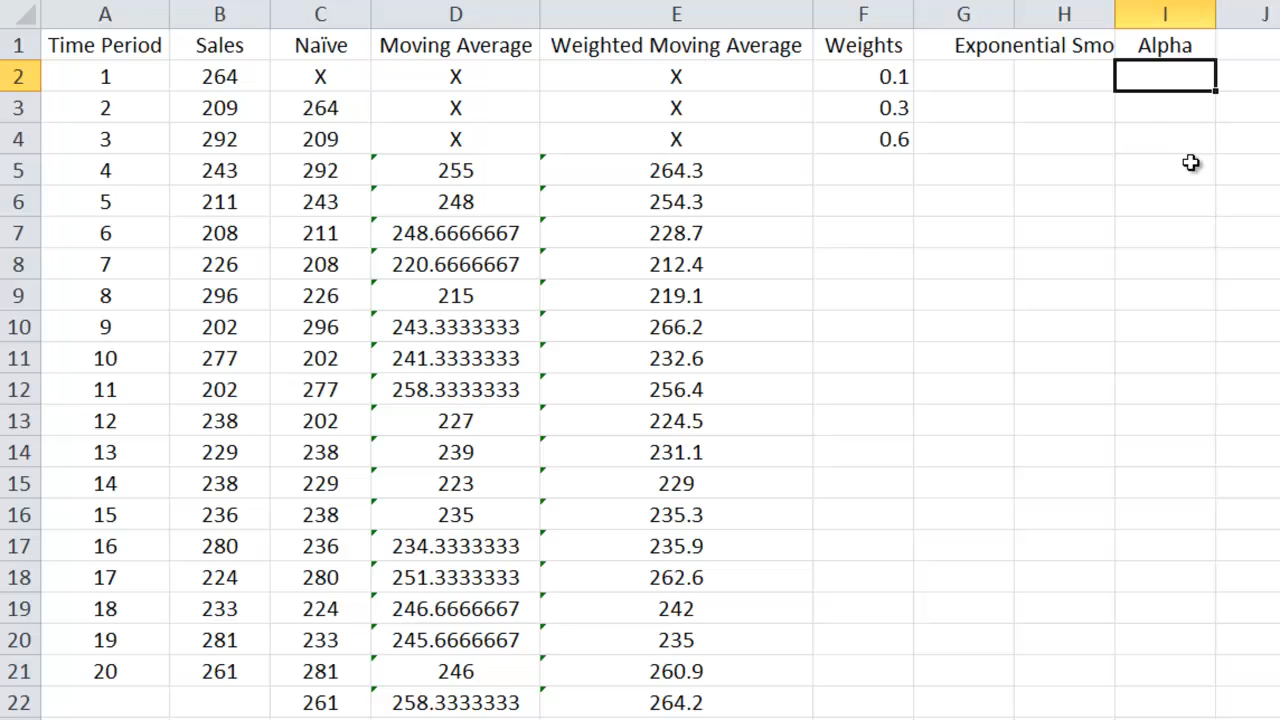 A B C D E F G H I J
1 Time Period Sales Naïve Moving Average Weighted Moving Average Weights Exponential Smo Alpha
2 1 264 X X X 0.1
3 2 209 264 X X 0.3
4 3 292 209 X X 0.6
5 4 243 292 255 264.3
6 5 211 243 248 254.3
7 6 208 211 248.6666667 228.7
8 7 226 208 220.6666667 212.4
9 8 296 226 215 219.1
10 9 202 296 243.3333333 266.2
11 10 277 202 241.3333333 232.6
12 11 202 277 258.3333333 256.4
13 12 238 202 227 224.5
14 13 229 238 239 231.1
15 14 238 229 223 229
16 15 236 238 235 235.3
17 16 280 236 234.3333333 235.9
18 17 224 280 251.3333333 262.6
19 18 233 224 246.6666667 242
20 19 281 233 245.6666667 235
21 20 261 281 246 260.9
22 261 258.3333333 264.2